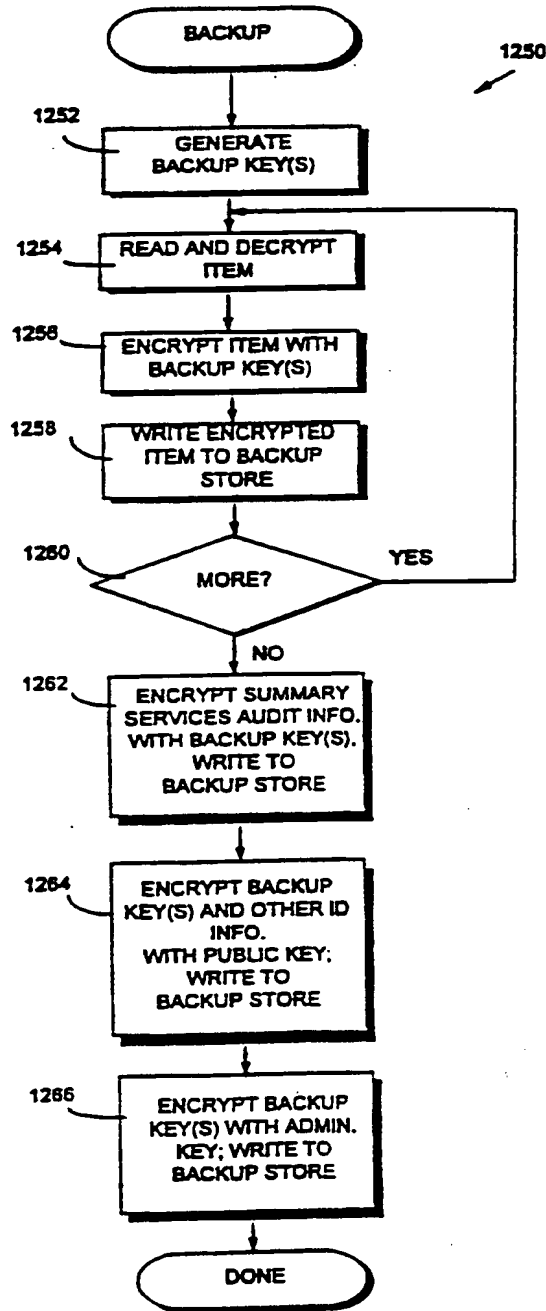 BACKUP
1250
1252
GENERATE
BACKUP KEY(S)
1254
READ AND DECRYPT
ITEM
1256
ENCRYPT ITEM WITH
BACKUP KEY(S)
1258
WRITE ENCRYPTED
ITEM TO BACKUP
STORE
1260
MORE?
YES
NO
1262
ENCRYPT SUMMARY
SERVICES AUDIT INFO.
WITH BACKUP KEY(S).
WRITE TO
BACKUP STORE
1264
ENCRYPT BACKUP
KEY(S) AND OTHER ID
INFO.
WITH PUBLIC KEY;
WRITE TO
BACKUP STORE
1266
ENCRYPT BACKUP
KEY(S) WITH ADMIN.
KEY; WRITE TO
BACKUP STORE
DONE